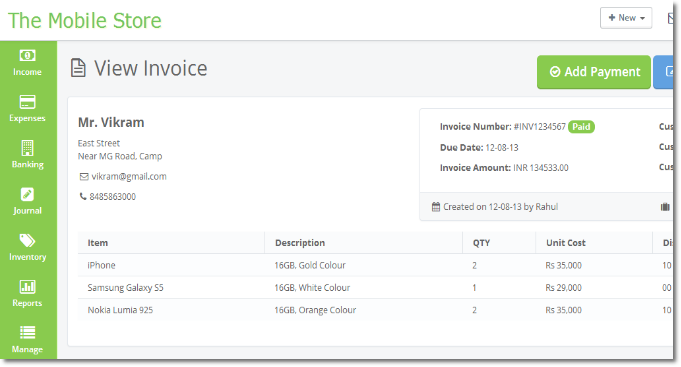 The Mobile Store
New
Income
Expenses
Banking
Journal
Inventory
Reports
Manage
View Invoice
Add Payment
Mr. Vikram
East Street
Near MG Road, Camp
vikram@gmail.com
8485863000
Invoice Number: #INV1234567 Paid
Due Date: 12-08-13
Invoice Amount: INR 134533.00
Cus
Cus
Cus
Created on 12-08-13 by Rahul
Item Description QTY Unit Cost Di
iPhone 16GB, Gold Colour 2 Rs 35,000 10
Samsung Galaxy S5 16GB, White Colour 1 Rs 29,000 00
Nokia Lumia 925 16GB, Orange Colour 2 Rs 35,000 10